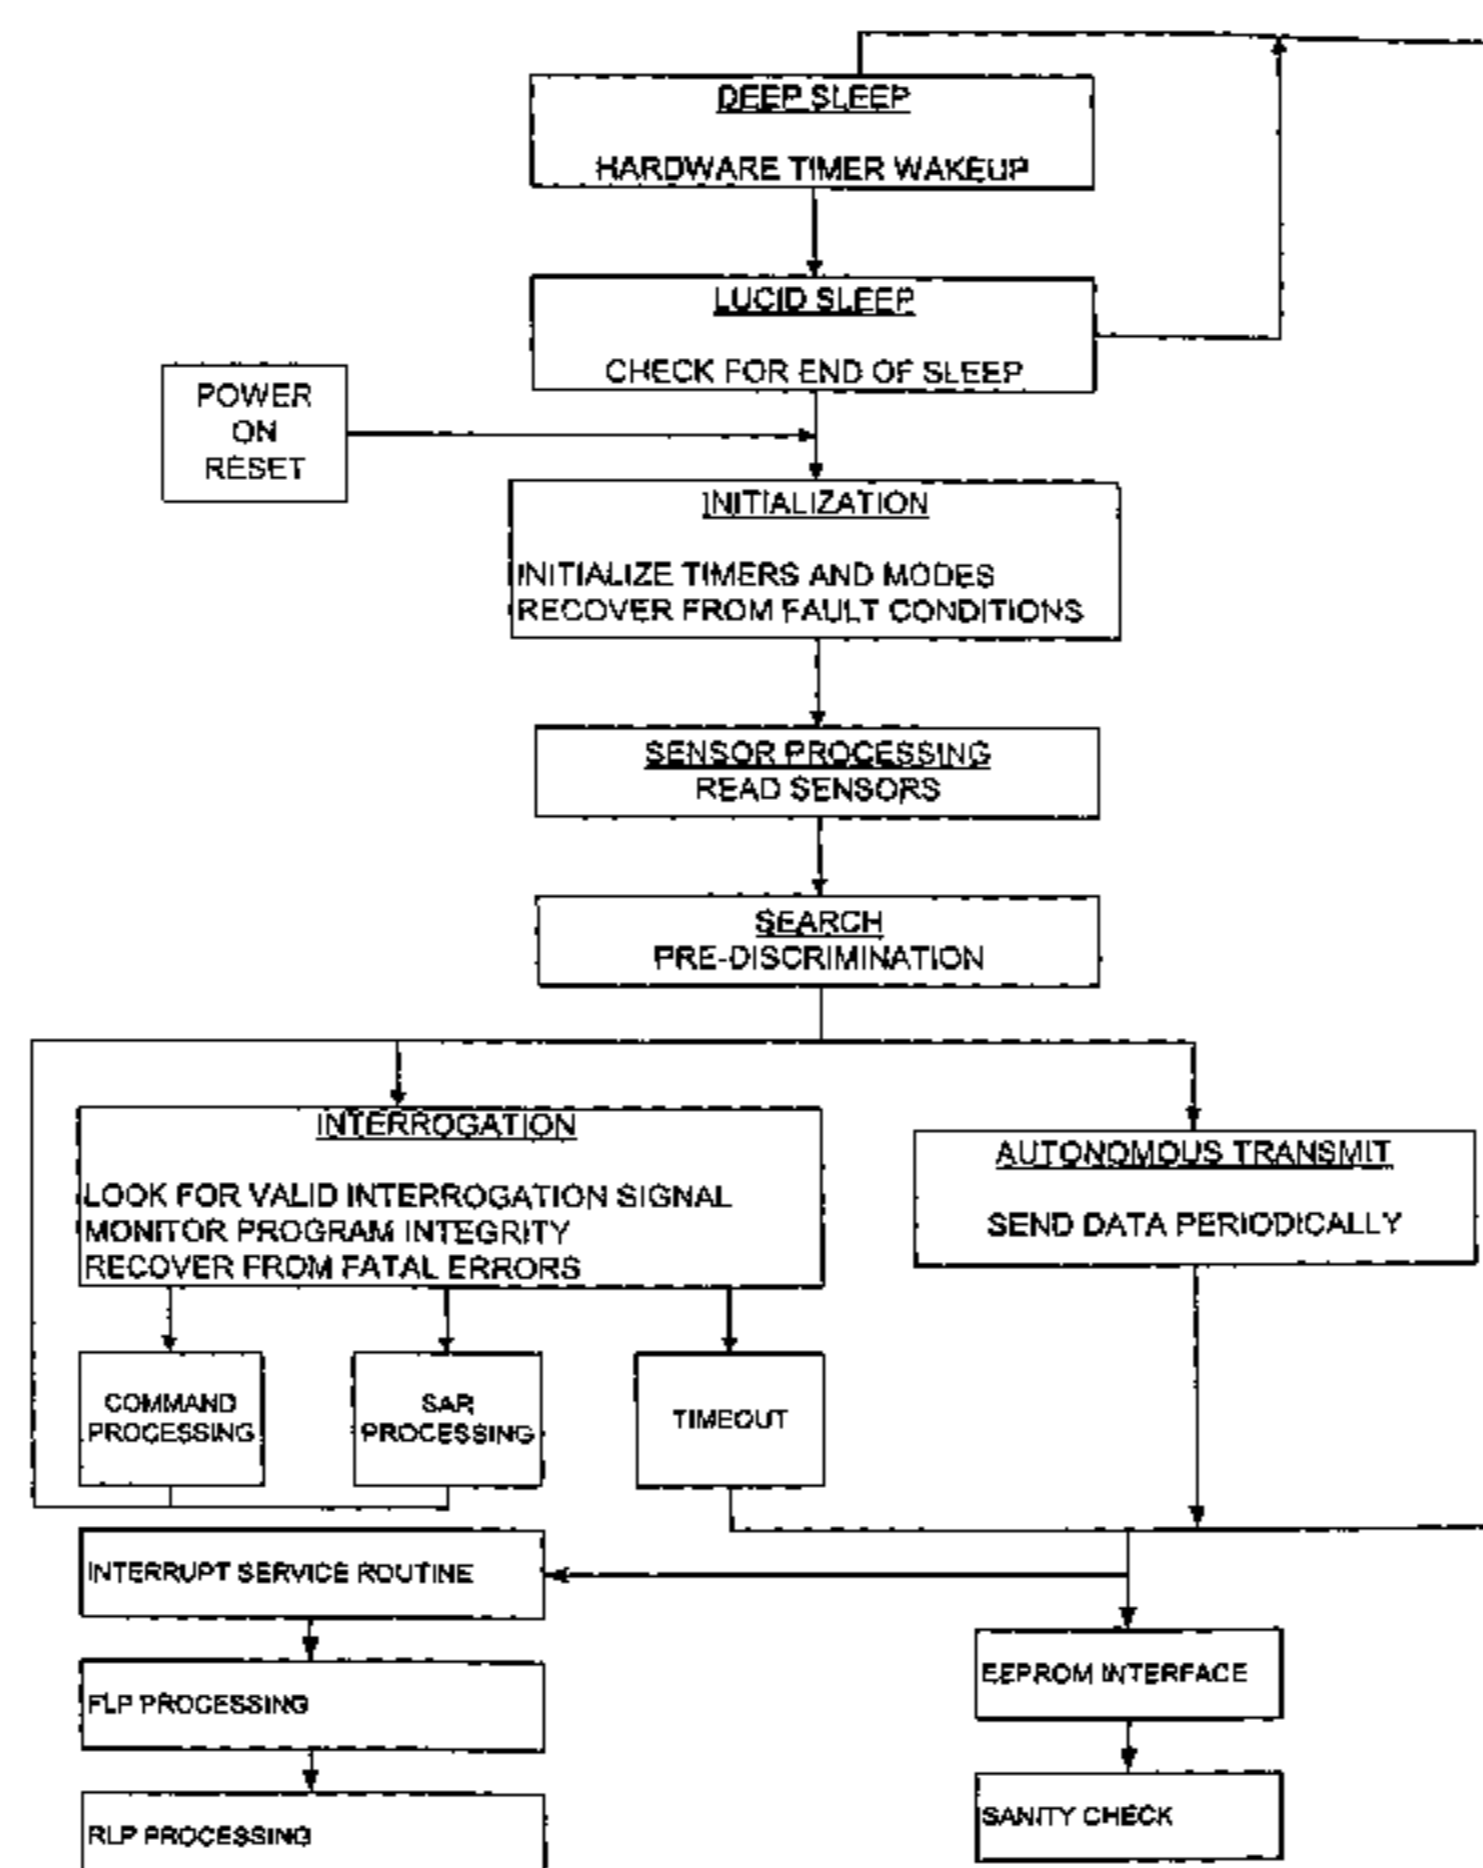 DEEP SLEEP
HARDWARE TIMER WAKEUP
LUCID SLEEP
CHECK FOR END OF SLEEP
POWER
ON
RESET
INITIALIZATION
INITIALIZE TIMERS AND MODES
RECOVER FROM FAULT CONDITIONS
SENSOR PROCESSING
READ SENSORS
SEARCH
PRE-DISCRIMINATION
INTERROGATION
LOOK FOR VALID INTERROGATION SIGNAL
MONITOR PROGRAM INTEGRITY
RECOVER FROM FATAL ERRORS
AUTONOMOUS TRANSMIT
SEND DATA PERIODICALLY
COMMAND
PROCESSING
SAR
PROCESSING
TIMEOUT
INTERRUPT SERVICE ROUTINE
FLP PROCESSING
RLP PROCESSING
EEPROM INTERFACE
SANITY CHECK